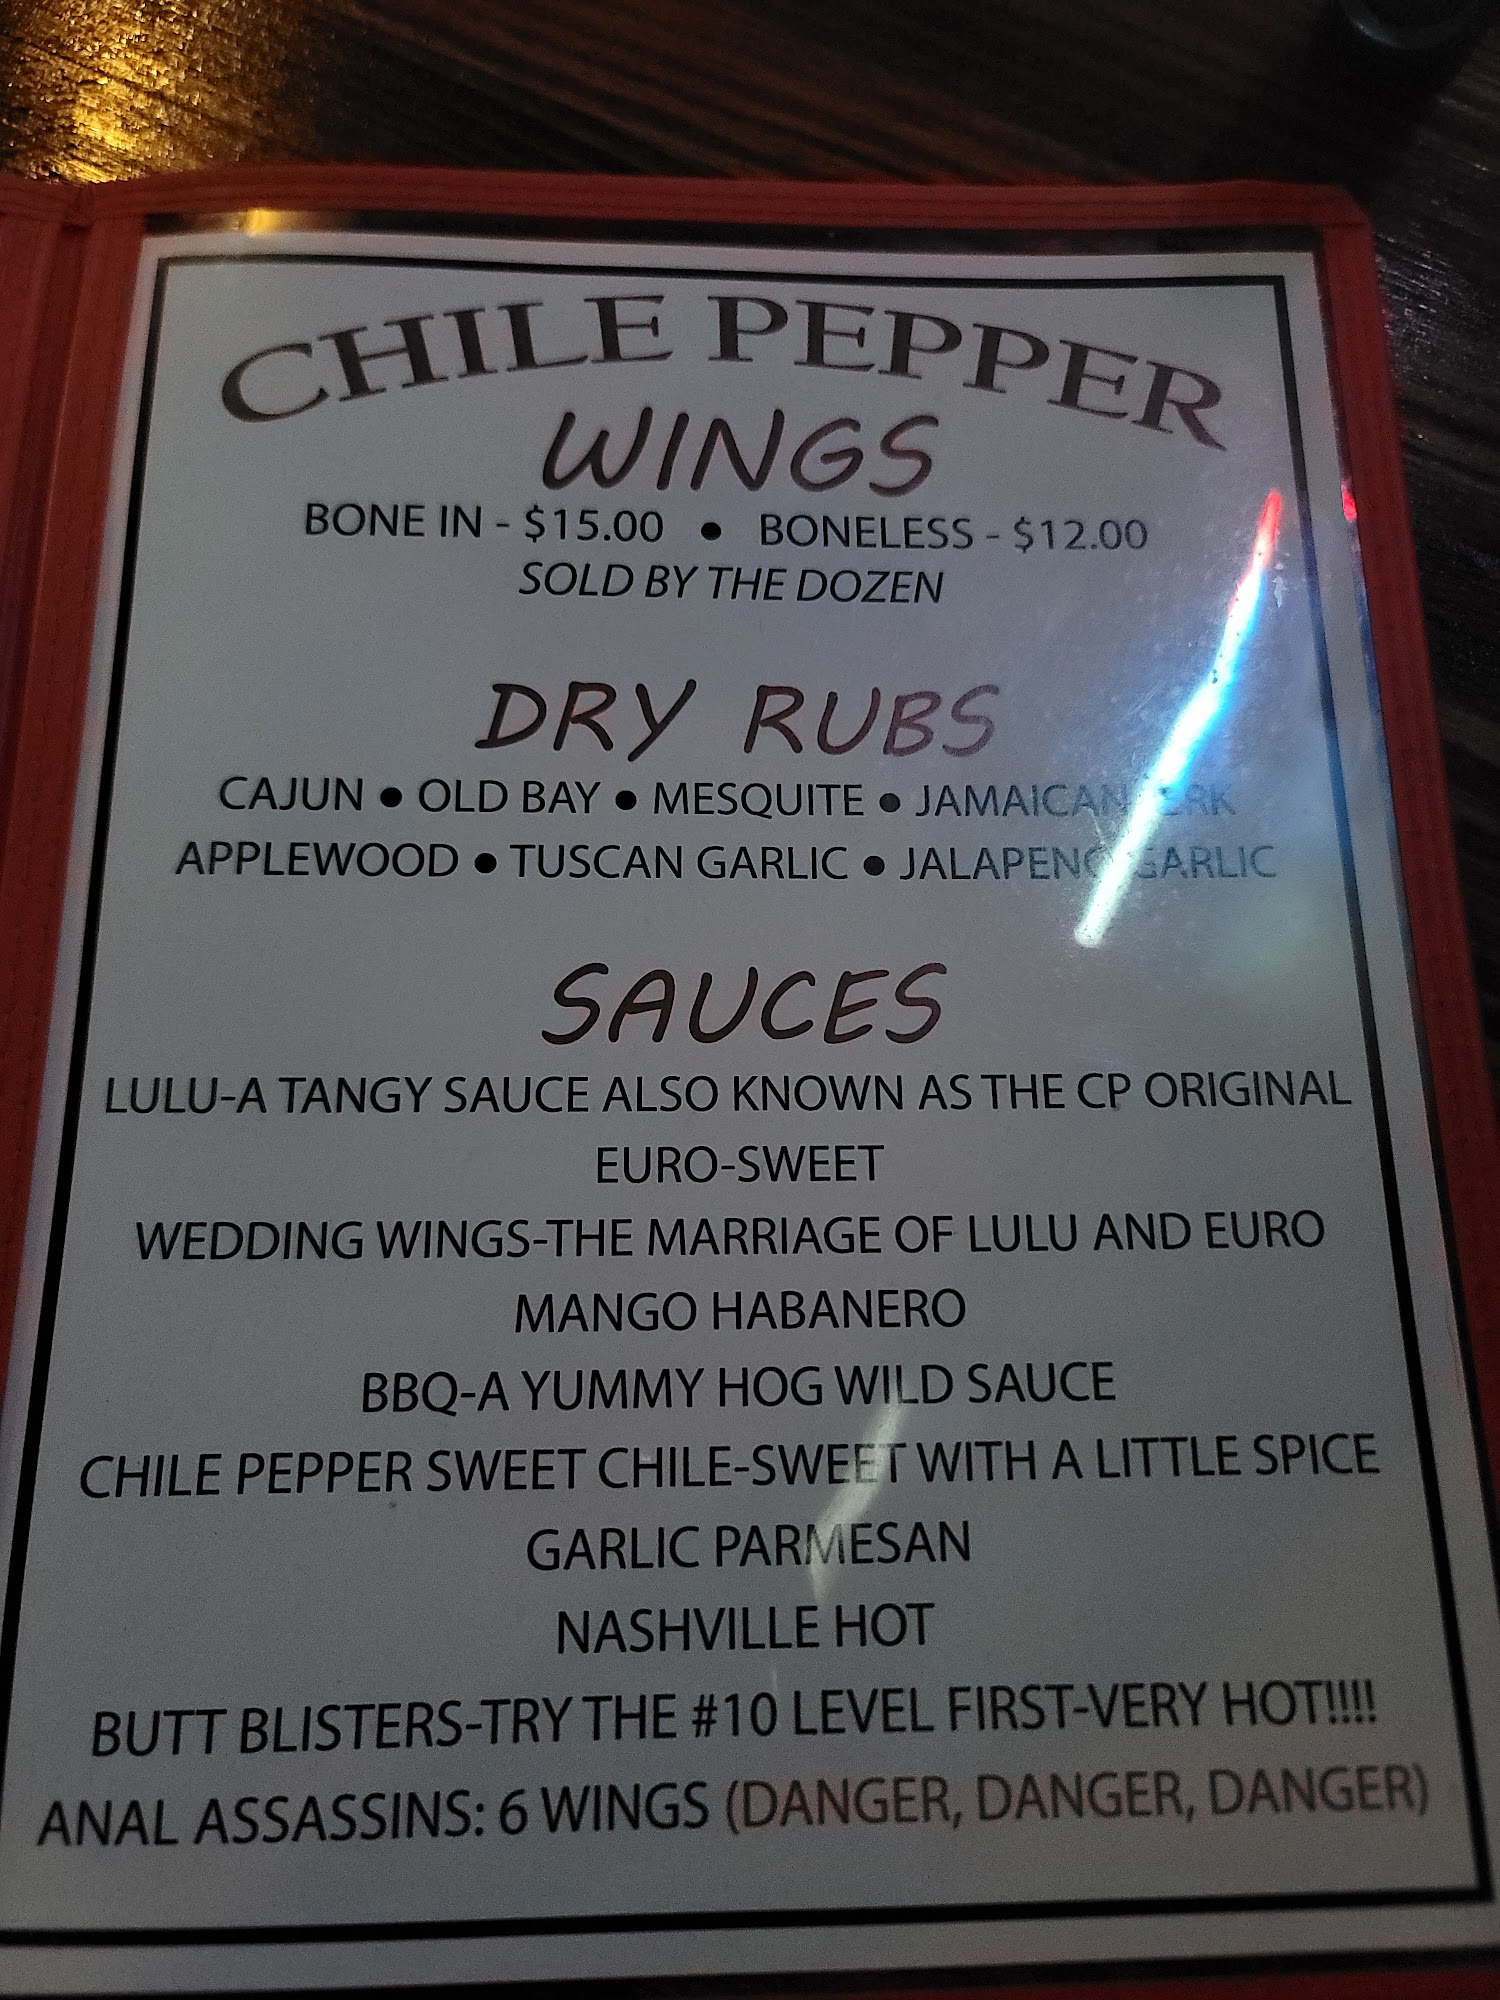 CHILE PEPPER
WINGS
BONE IN - $15.00 • BONELESS - $12.00
SOLD BY THE DOZEN
DRY RUBS
CAJUN • OLD BAY • MESQUITE • JAMAICAN JERK
APPLEWOOD • TUSCAN GARLIC • JALAPENO GARLIC
SAUCES
LULU-A TANGY SAUCE ALSO KNOWN AS THE CP ORIGINAL
EURO-SWEET
WEDDING WINGS-THE MARRIAGE OF LULU AND EURO
MANGO HABANERO
BBQ-A YUMMY HOG WILD SAUCE
CHILE PEPPER SWEET CHILE-SWEET WITH A LITTLE SPICE
GARLIC PARMESAN
NASHVILLE HOT
BUTT BLISTERS-TRY THE #10 LEVEL FIRST-VERY HOT!!!!
ANAL ASSASSINS: 6 WINGS (DANGER, DANGER, DANGER)